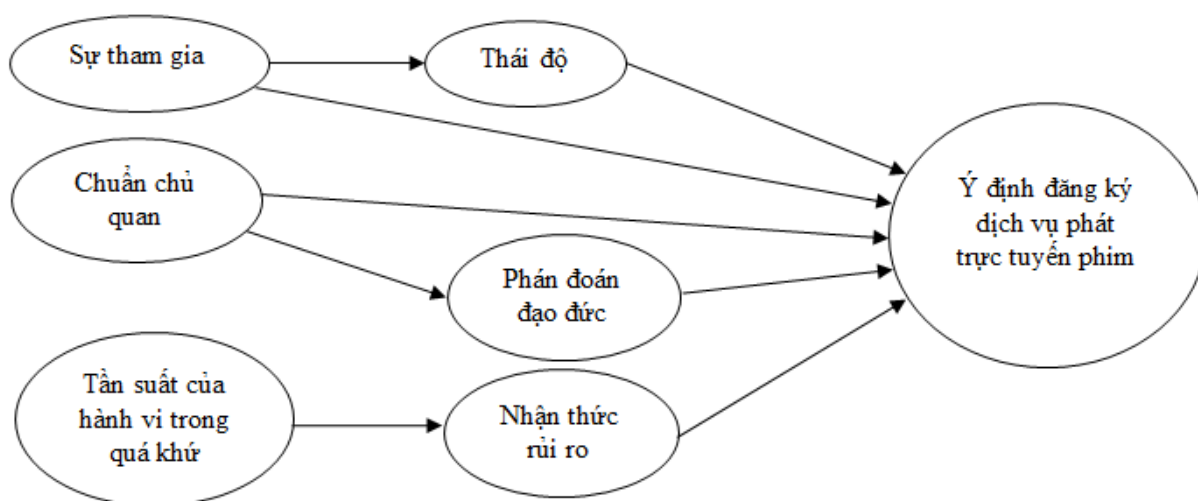 Sự tham gia
Thái độ
Chuẩn chủ
quan
Ý định đăng ký
dịch vụ phát
trực tuyến phim
Phán đoán
đạo đức
Tần suất của
hành vi trong
quá khứ
Nhận thức
rủi ro